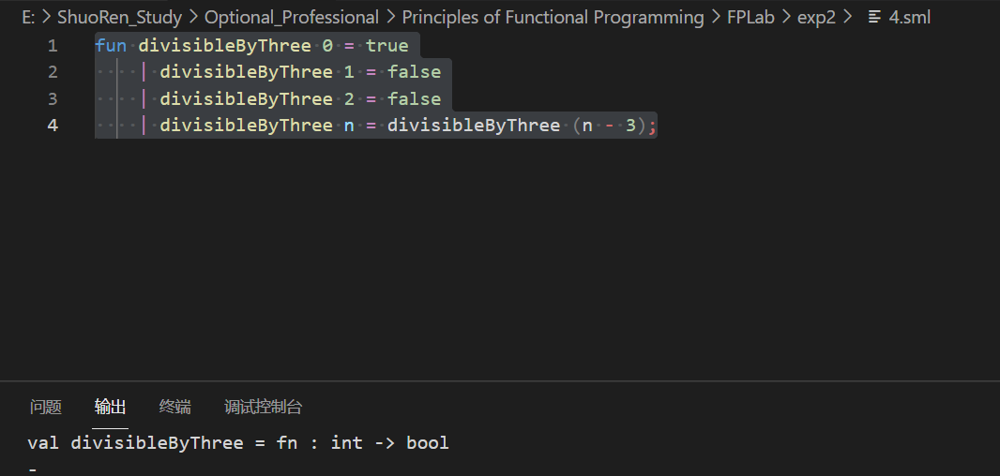 E: > ShuoRen_Study > Optional_Professional > Principles of Functional Programming > FPLab > exp2 > 4.sml
1 fun divisibleByThree 0 = true
2 | divisibleByThree 1 = false
3 | divisibleByThree 2 = false
4 | divisibleByThree n = divisibleByThree (n - 3);
问题 输出 终端 调试控制台
val divisibleByThree = fn : int -> bool
-